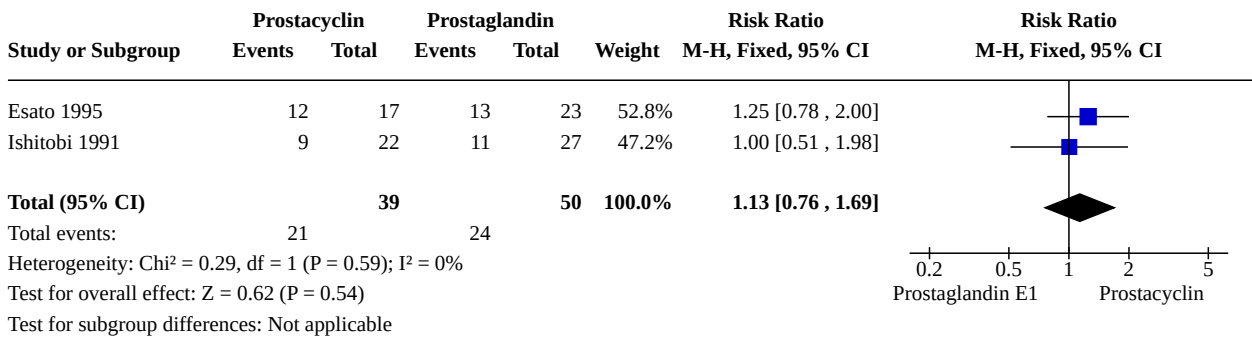 Prostacyclin Prostaglandin Risk Ratio Risk Ratio
Study or Subgroup Events Total Events Total Weight M-H, Fixed, 95% CI M-H, Fixed, 95% CI
Esato 1995 12 17 13 23 52.8% 1.25 [0.78 , 2.00]
Ishitobi 1991 9 22 11 27 47.2% 1.00 [0.51 , 1.98]
Total (95% CI) 39 50 100.0% 1.13 [0.76 , 1.69]
Total events: 21 24
Heterogeneity: Chi² = 0.29, df = 1 (P = 0.59); I² = 0%
0.2 0.5 1 2 5
Test for overall effect: Z = 0.62 (P = 0.54) Prostaglandin E1 Prostacyclin
Test for subgroup differences: Not applicable